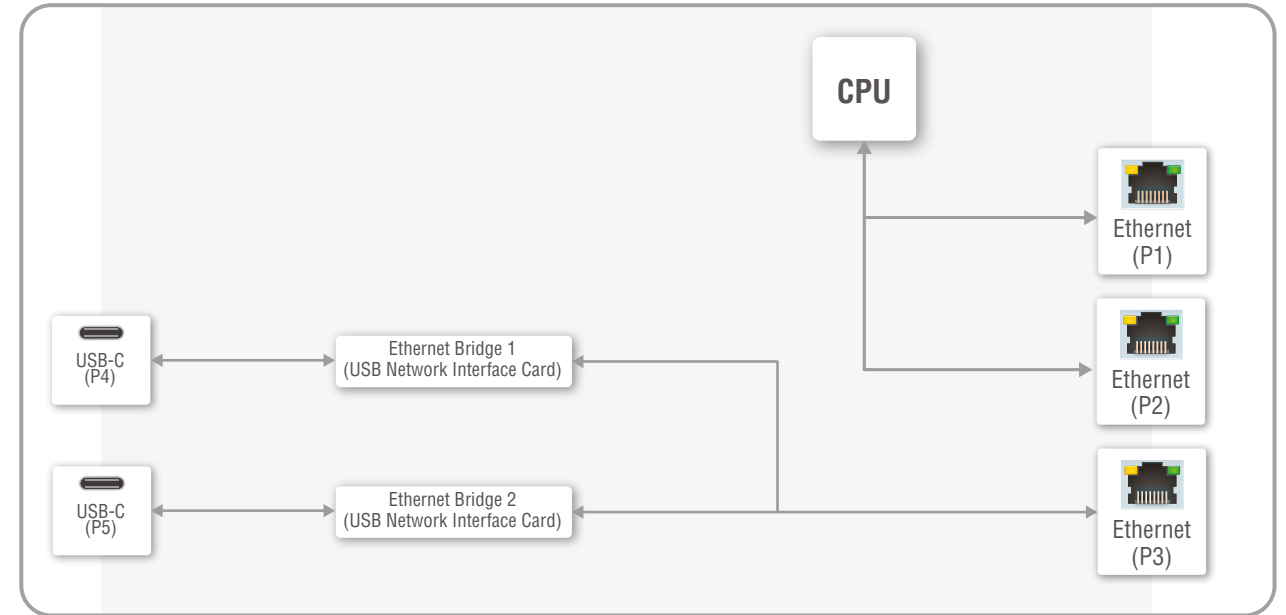 CPU
Ethernet
(P1)
USB-C
(P4)
Ethernet Bridge 1
(USB Network Interface Card)
Ethernet
(P2)
USB-C
(P5)
Ethernet Bridge 2
(USB Network Interface Card)
Ethernet
(P3)